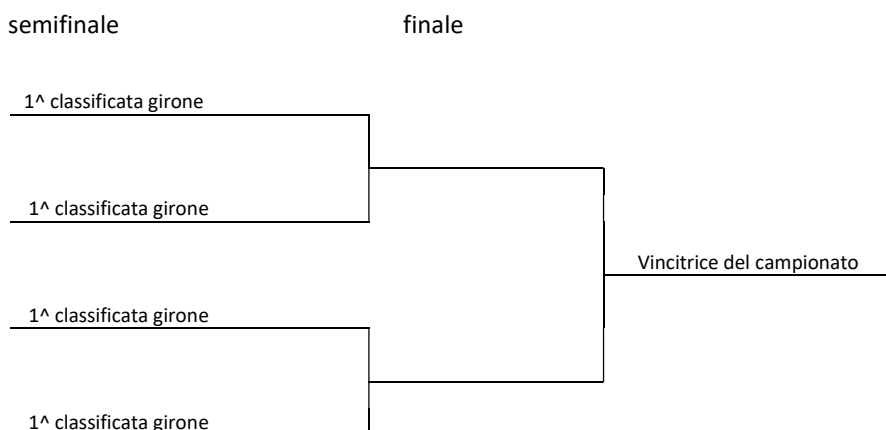 semifinale finale
1^ classificata girone
1^ classificata girone
Vincitrice del campionato
1^ classificata girone
1^ classificata girone